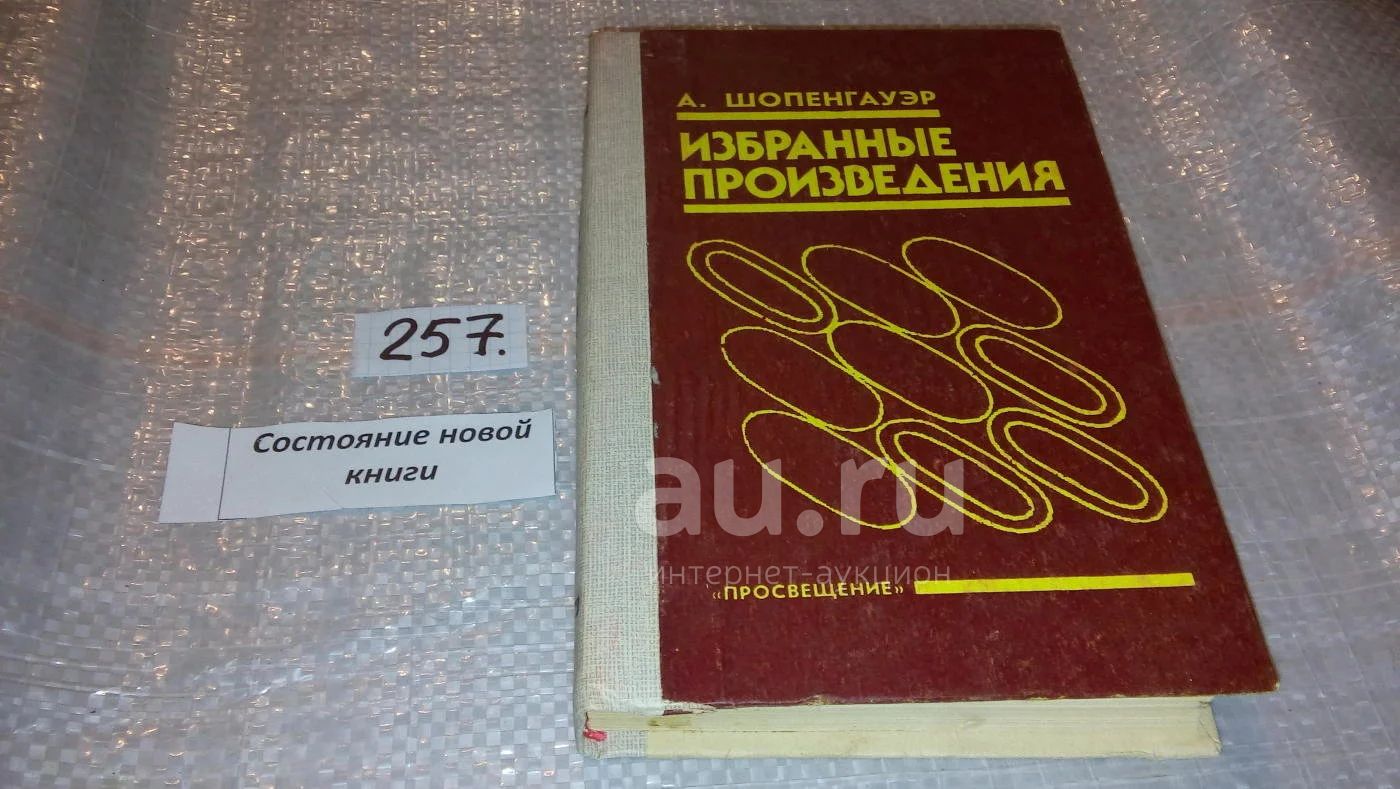 А. ШОПЕНГАУЭР
ИЗБРАННЫЕ
ПРОИЗВЕДЕНИЯ
257.
Состояние новой
книги
au.ru
интернет-аукцион
«ПРОСВЕЩЕНИЕ»